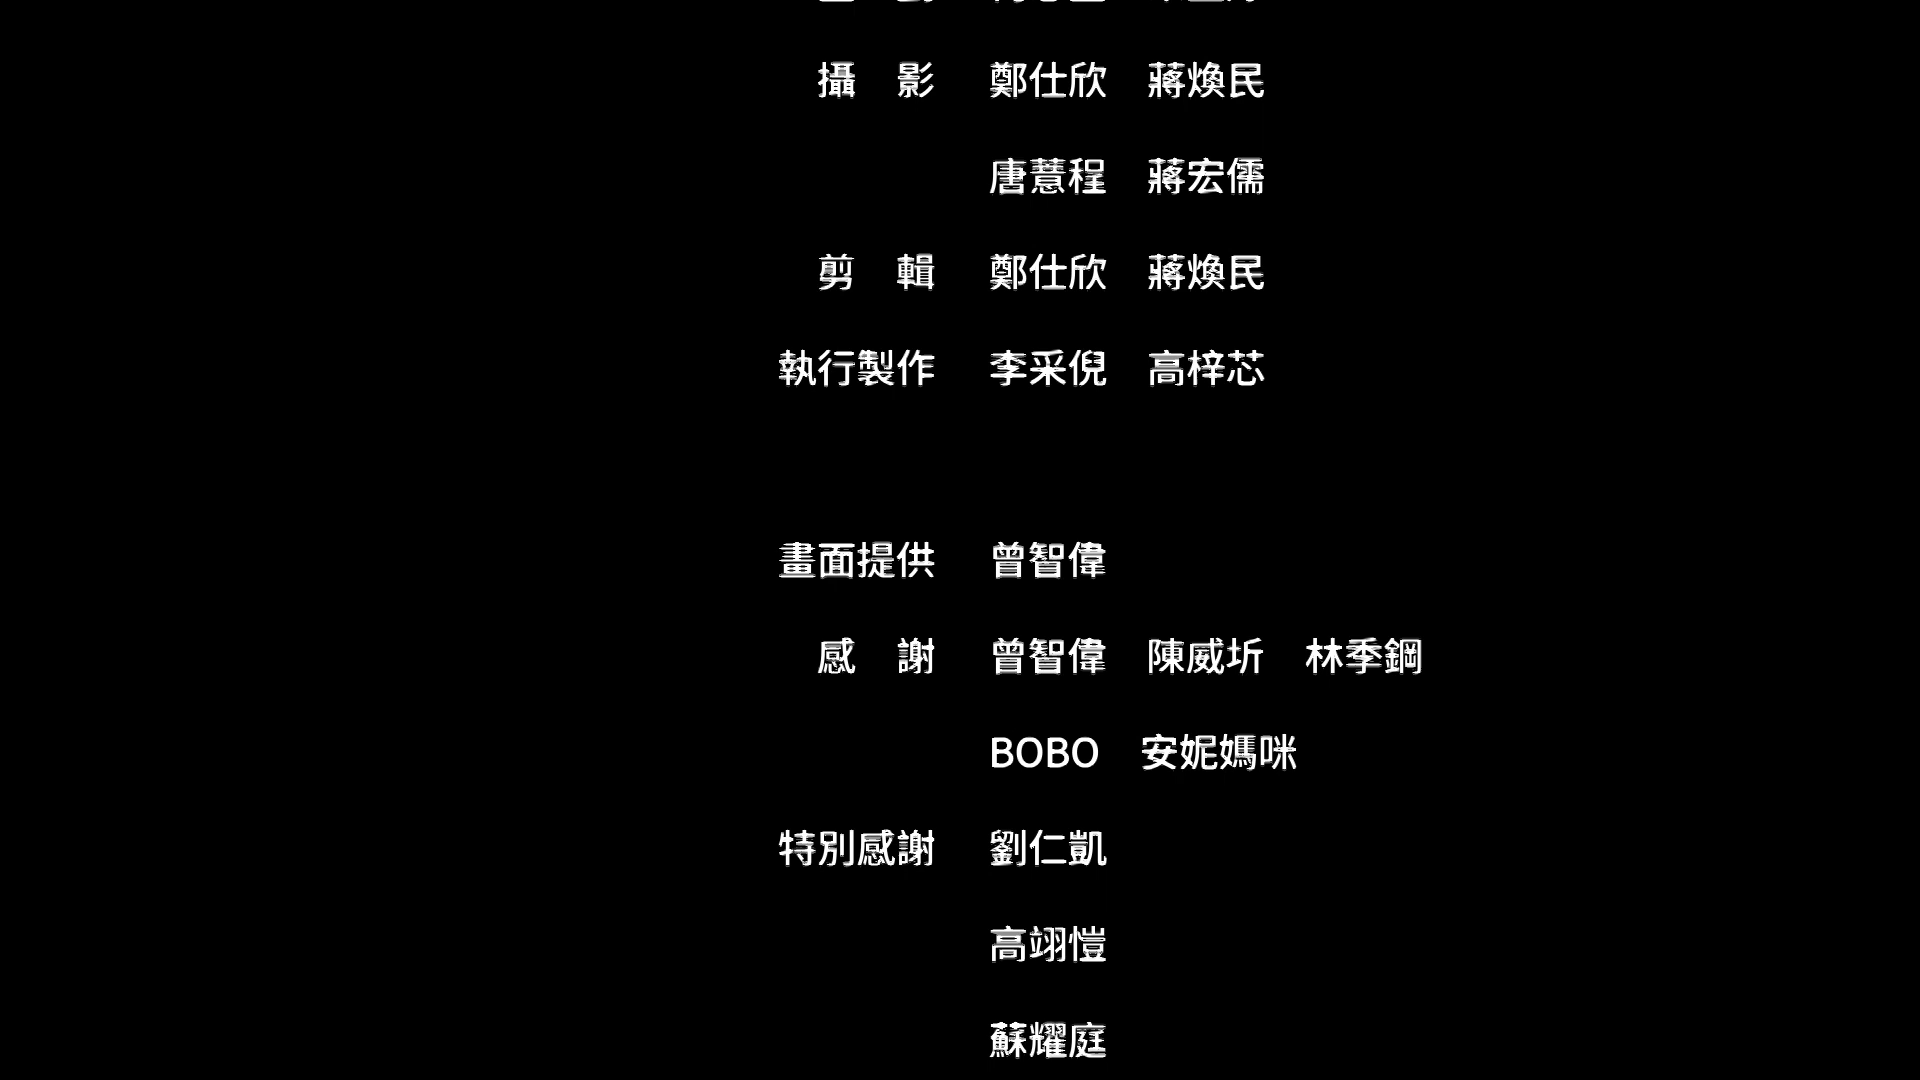 攝　影　鄭仕欣　蔣煥民
唐薏程　蔣宏儒
剪　輯　鄭仕欣　蔣煥民
執行製作　李采倪　高梓芯
畫面提供　曾智偉
感　謝　曾智偉　陳威圻　林季鋼
BOBO　安妮媽咪
特別感謝　劉仁凱
高翊愷
蘇耀庭